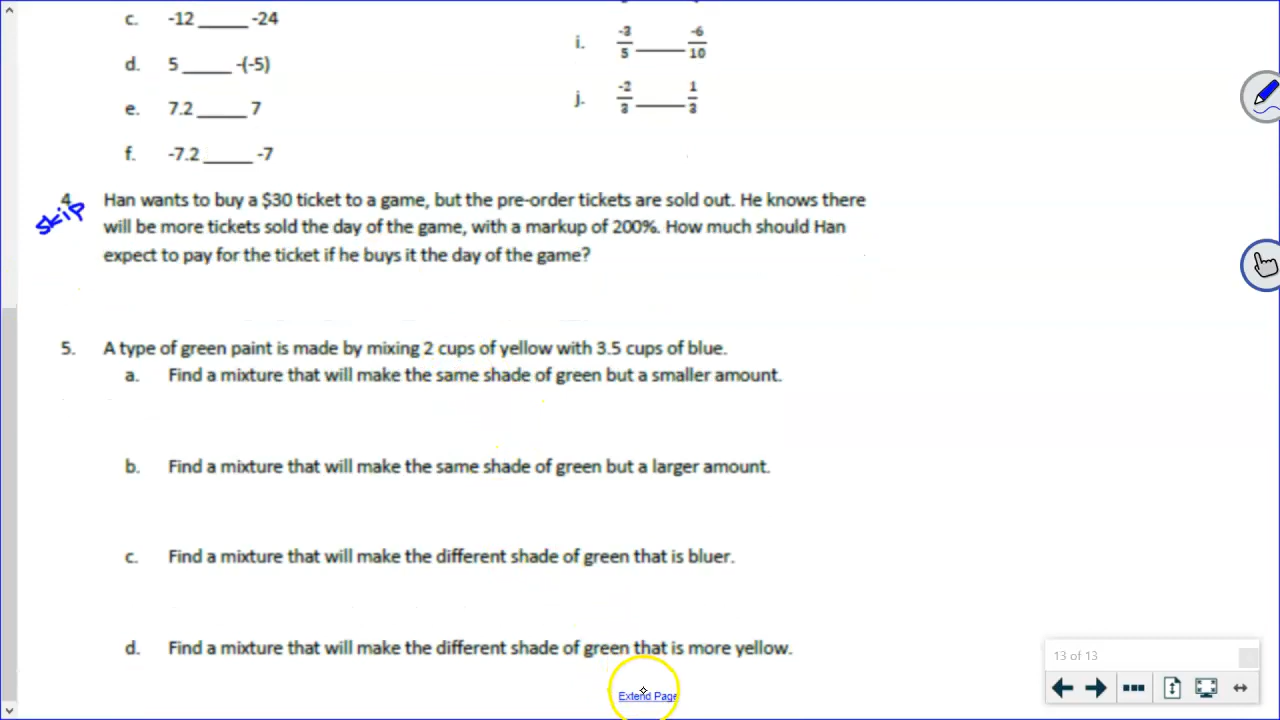 c. -12 _____ -24
d. 5 _____ -(-5)
e. 7.2 _____ 7
f. -7.2 _____ -7
i. -3/5 _____ -6/10
j. -2/3 _____ 1/3
4. Han wants to buy a $30 ticket to a game, but the pre-order tickets are sold out. He knows there
skip
will be more tickets sold the day of the game, with a markup of 200%. How much should Han
expect to pay for the ticket if he buys it the day of the game?
5. A type of green paint is made by mixing 2 cups of yellow with 3.5 cups of blue.
a. Find a mixture that will make the same shade of green but a smaller amount.
b. Find a mixture that will make the same shade of green but a larger amount.
c. Find a mixture that will make the different shade of green that is bluer.
d. Find a mixture that will make the different shade of green that is more yellow.
Extend Page
13 of 13